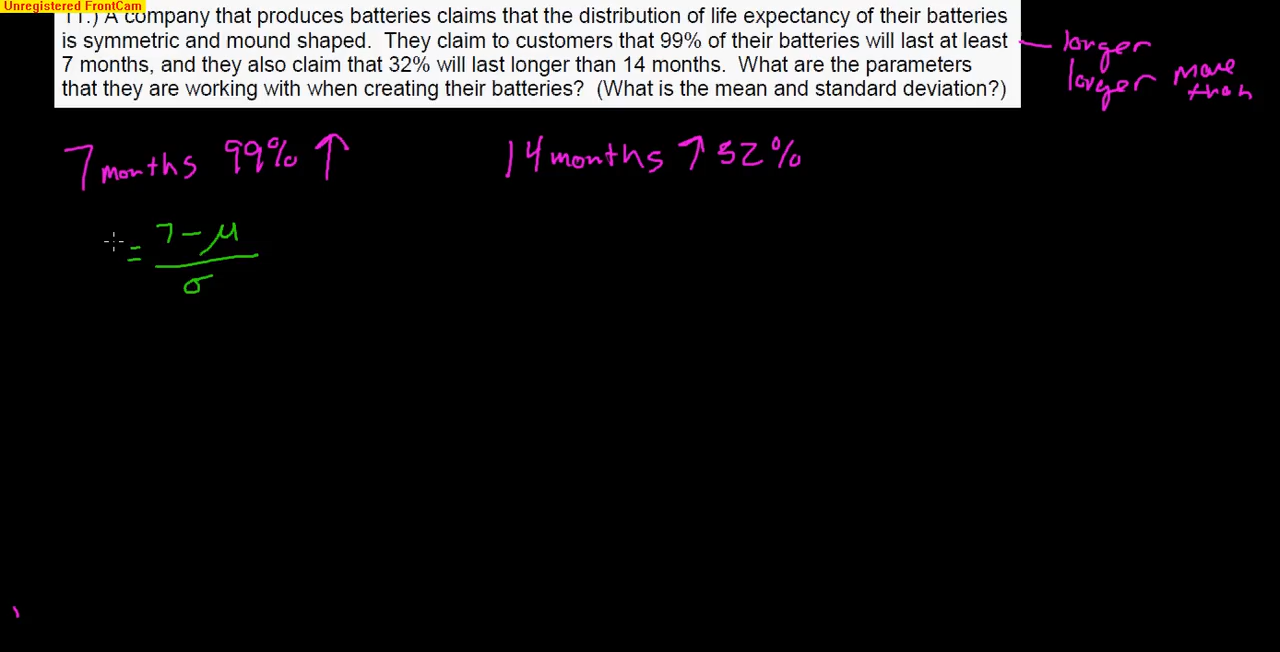 Unregistered FrontCam
11.) A company that produces batteries claims that the distribution of life expectancy of their batteries
is symmetric and mound shaped. They claim to customers that 99% of their batteries will last at least
7 months, and they also claim that 32% will last longer than 14 months. What are the parameters
that they are working with when creating their batteries? (What is the mean and standard deviation?)
longer
larger more than
7 months 99% ↑
14 months ↑ 32%
= 7 - μ
σ